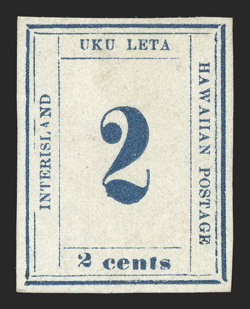 UKU LETA
INTERISLAND
HAWAIIAN POSTAGE
2
2 cents